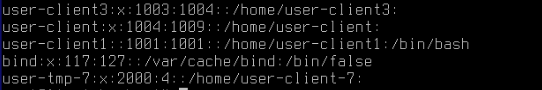 user-client3:x:1003:1004::/home/user-client3:
user-client:x:1004:1009::/home/user-client:
user-client1::1001:1001::/home/user-client1:/bin/bash
bind:x:117:127::/var/cache/bind:/bin/false
user-tmp-7:x:2000:4::/home/user-client-7: